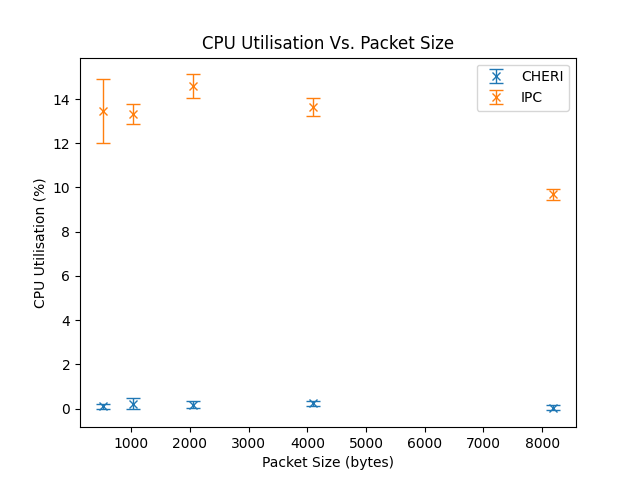 CPU Utilisation Vs. Packet Size
CHERI
IPC
14
12
10
8
6
4
2
0
CPU Utilisation (%)
1000 2000 3000 4000 5000 6000 7000 8000
Packet Size (bytes)